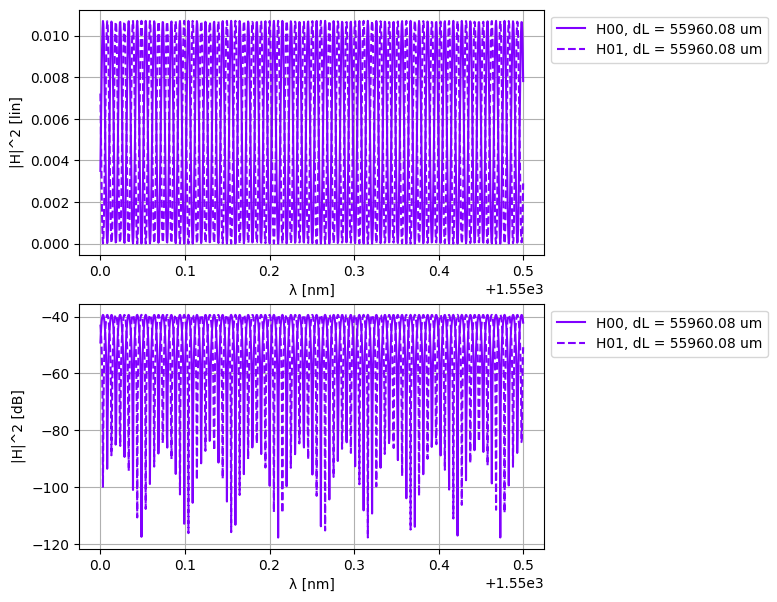 |H|^2 [lin]
0.010
0.008
0.006
0.004
0.002
0.000
0.0 0.1 0.2 0.3 0.4 0.5
λ [nm]
+1.55e3
H00, dL = 55960.08 um
H01, dL = 55960.08 um
|H|^2 [dB]
−40
−60
−80
−100
−120
0.0 0.1 0.2 0.3 0.4 0.5
λ [nm]
+1.55e3
H00, dL = 55960.08 um
H01, dL = 55960.08 um